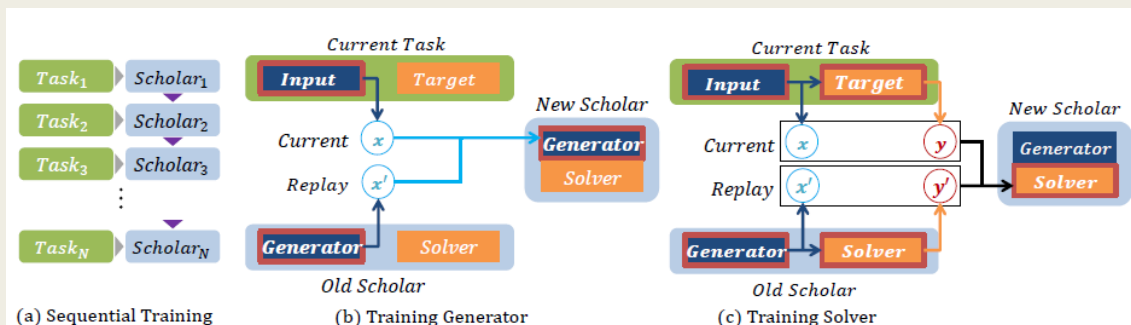 Task₁
Scholar₁
Task₂
Scholar₂
Task₃
Scholar₃
⋮
Task_N
Scholar_N
(a) Sequential Training
Current Task
Input
Target
New Scholar
Current
x
Generator
Solver
Replay
x′
Generator
Solver
Old Scholar
(b) Training Generator
Current Task
Input
Target
New Scholar
Current
x
y
Generator
Solver
Replay
x′
y′
Generator
Solver
Old Scholar
(c) Training Solver